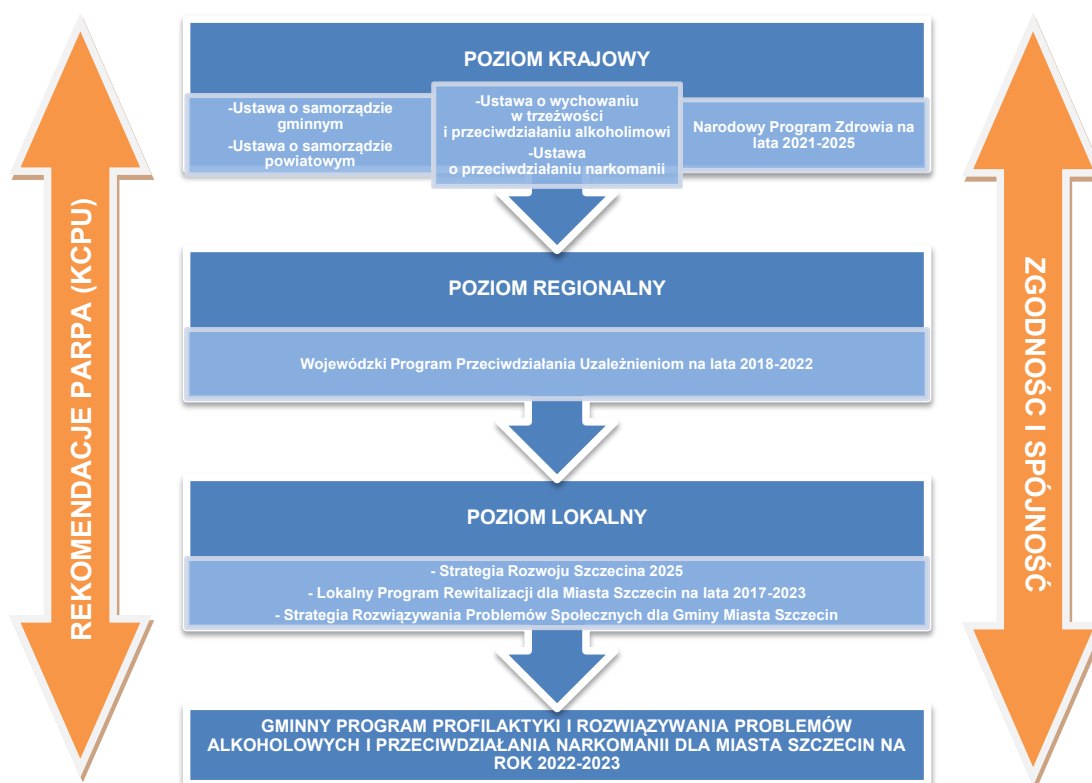 POZIOM KRAJOWY
-Ustawa o samorządzie
gminnym
-Ustawa o samorządzie
powiatowym
-Ustawa o wychowaniu
w trzeźwości
i przeciwdziałaniu alkoholimowi
-Ustawa
o przeciwdziałaniu narkomanii
Narodowy Program Zdrowia na
lata 2021-2025
REKOMENDACJE PARPA (KCPU)
ZGODNOŚĆ I SPÓJNOŚĆ
POZIOM REGIONALNY
Wojewódzki Program Przeciwdziałania Uzależnieniom na lata 2018-2022
POZIOM LOKALNY
- Strategia Rozwoju Szczecina 2025
- Lokalny Program Rewitalizacji dla Miasta Szczecin na lata 2017-2023
- Strategia Rozwiązywania Problemów Społecznych dla Gminy Miasta Szczecin
GMINNY PROGRAM PROFILAKTYKI I ROZWIĄZYWANIA PROBLEMÓW
ALKOHOLOWYCH I PRZECIWDZIAŁANIA NARKOMANII DLA MIASTA SZCZECIN NA
ROK 2022-2023